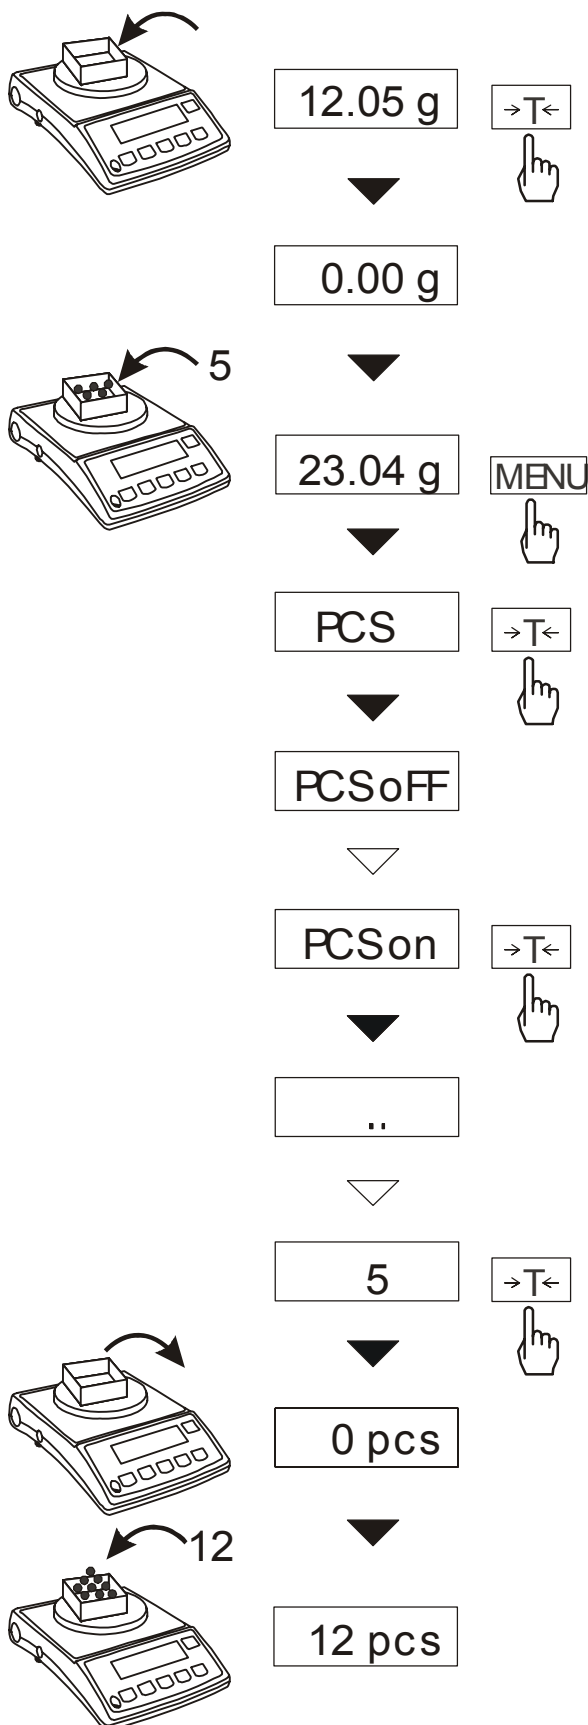 12.05 g →T←
0.00 g
5
23.04 g MENU
PCS →T←
PCSoFF
PCSon →T←
..
5 →T←
0 pcs
12
12 pcs